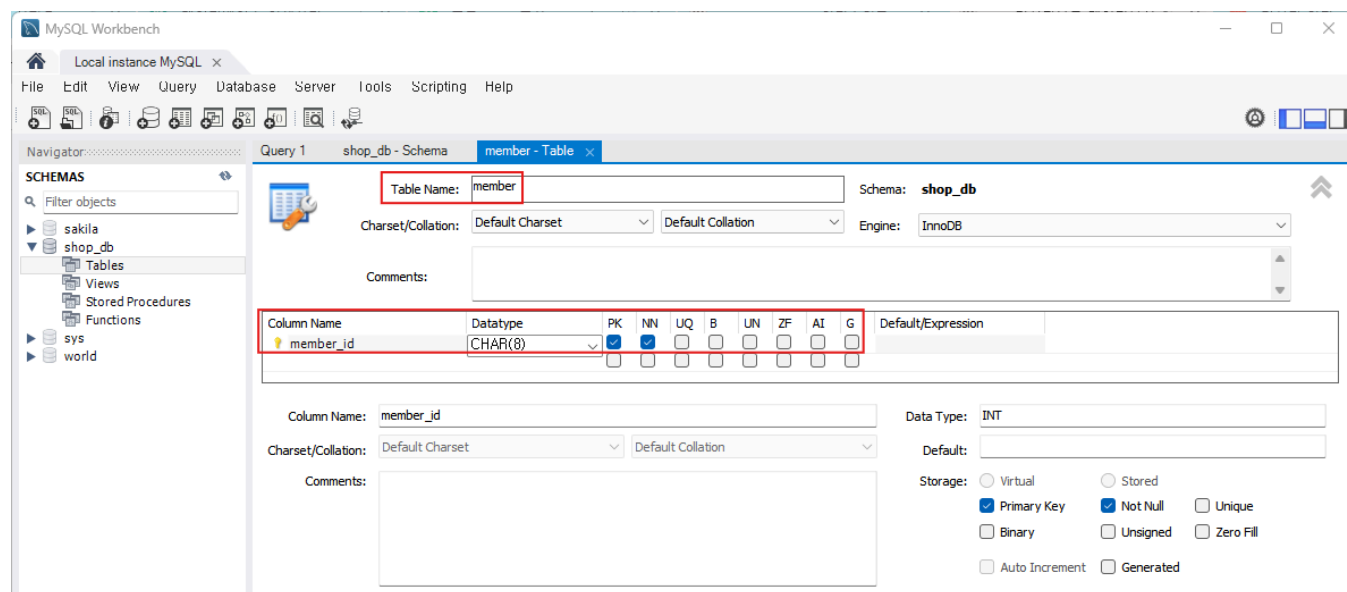 MySQL Workbench
Local instance MySQL ×
File Edit View Query Database Server Tools Scripting Help
SQL SQL
Navigator
Query 1 shop_db - Schema member - Table ×
SCHEMAS
Table Name: member Schema: shop_db
Filter objects
Charset/Collation: Default Charset Default Collation Engine: InnoDB
sakila
shop_db
Tables
Comments:
Views
Stored Procedures
Functions
Column Name Datatype PK NN UQ B UN ZF AI G Default/Expression
sys
member_id CHAR(8)
world
Column Name: member_id Data Type: INT
Charset/Collation: Default Charset Default Collation Default:
Comments: Storage: Virtual Stored
Primary Key Not Null Unique
Binary Unsigned Zero Fill
Auto Increment Generated